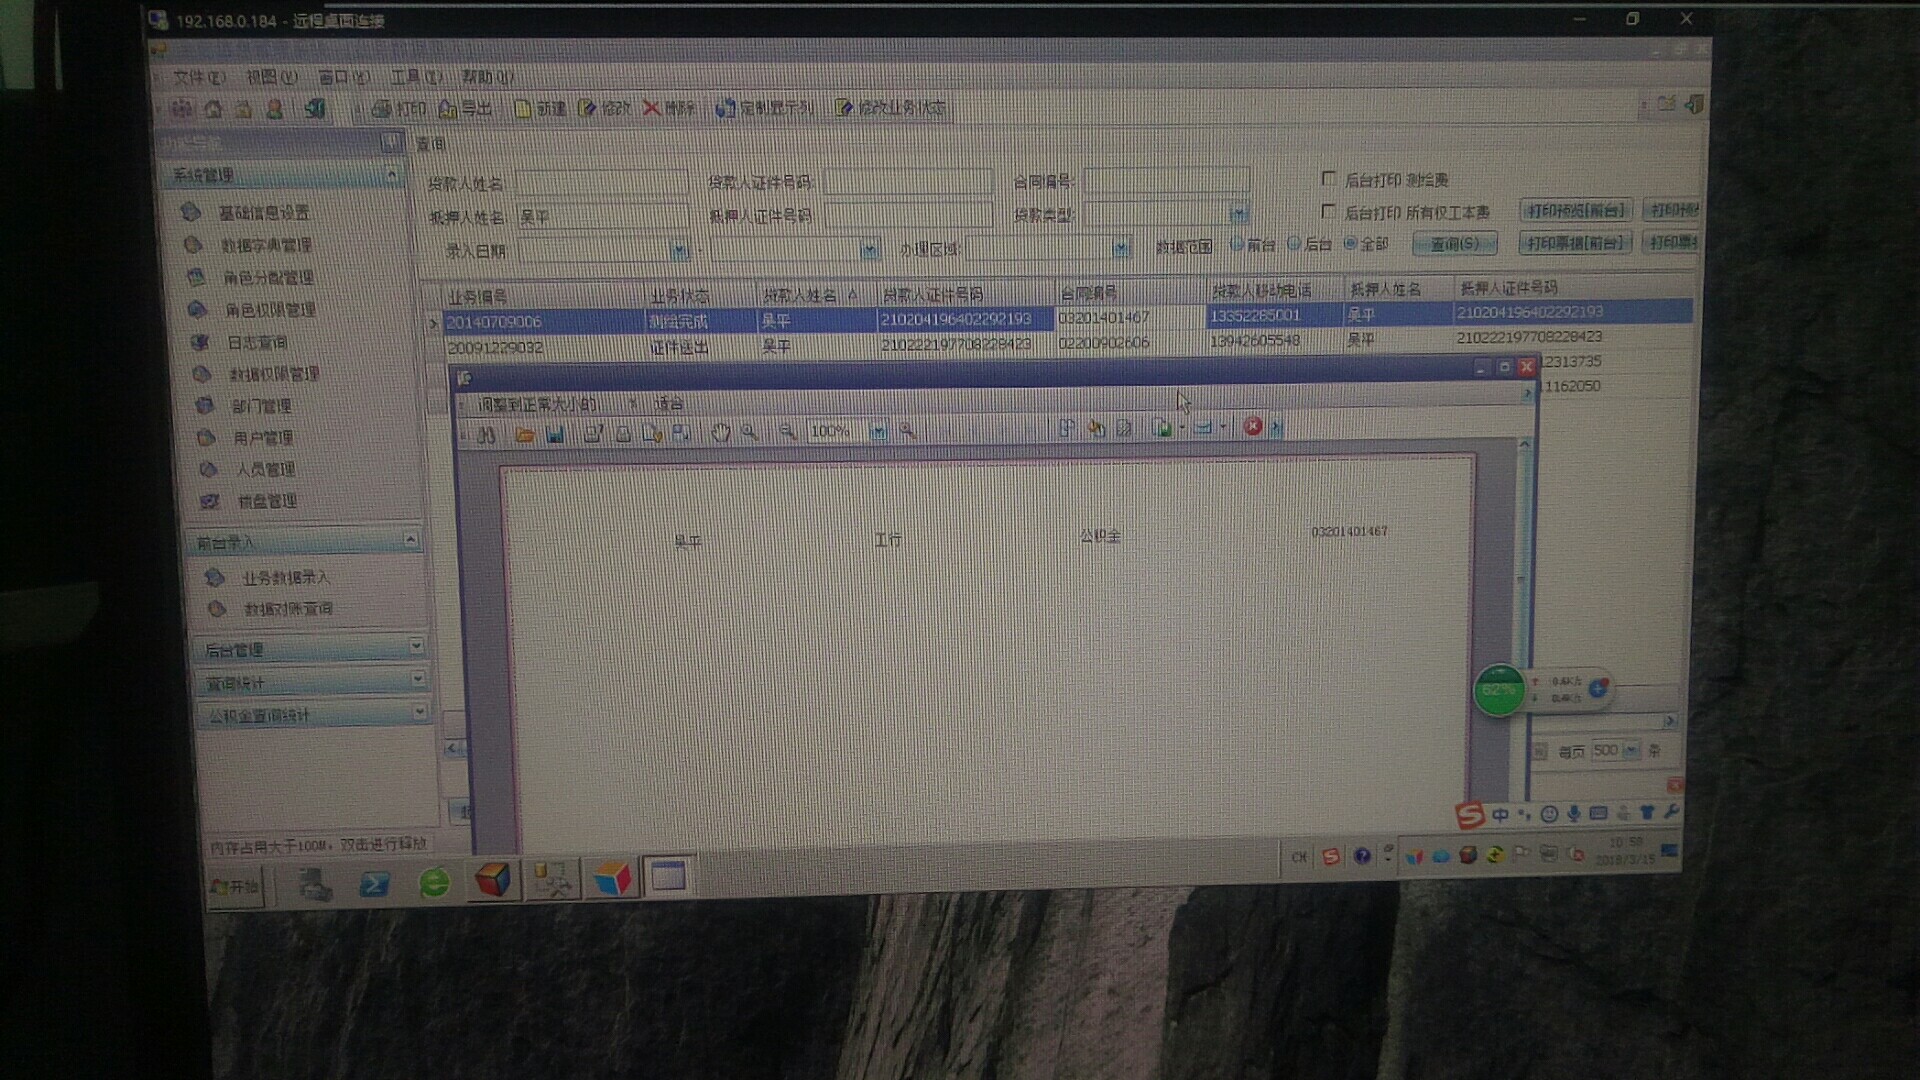 192.168.0.184 - 远程桌面连接
文件(F) 视图(V) 窗口(W) 工具(T) 帮助(H)
打印 导出 新建 修改 删除 定制显示列 修改业务状态
查询
系统管理
基础信息设置
数据字典管理
角色分配管理
角色权限管理
日志查询
数据权限管理
部门管理
用户管理
人员管理
锁盘管理
前台录入
业务数据录入
数据对账查询
后台管理
查询统计
公积金查询统计
内存占用大于100M，双击进行释放
贷款人姓名: 贷款人证件号码: 合同编号: 后台打印 测绘费
抵押人姓名: 吴平 抵押人证件号码 贷款类型: 后台打印 所有权工本费 打印预览[前台] 打印预
录入日期 - 办理区域: 数据范围 前台 后台 全部 查询(S) 打印票据[前台] 打印票
业务编号 业务状态 贷款人姓名 贷款人证件号码 合同编号 贷款人移动电话 抵押人姓名 抵押人证件号码
20140709006 测绘完成 吴平 210204196402292193 03201401467 13352285001 吴平 210204196402292193
20091229032 证件送出 吴平 210222197708228423 02200902606 13942605548 吴平 210222197708228423
12313735
11162050
调整到正常大小的 适合
100%
吴平 工行 公积金 03201401467
62%
每页 500 条
中
开始 CH 10:58
2018/3/15